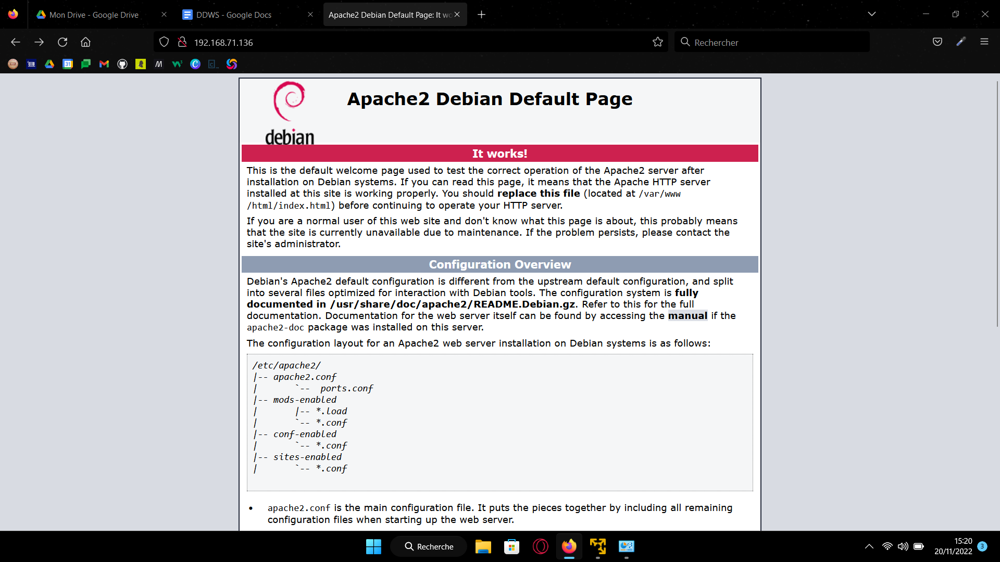 Mon Drive - Google Drive
DDWS - Google Docs
Apache2 Debian Default Page: It wo
192.168.71.136
Rechercher
31
debian
Apache2 Debian Default Page
It works!
This is the default welcome page used to test the correct operation of the Apache2 server after
installation on Debian systems. If you can read this page, it means that the Apache HTTP server
installed at this site is working properly. You should replace this file (located at /var/www
/html/index.html) before continuing to operate your HTTP server.
If you are a normal user of this web site and don't know what this page is about, this probably means
that the site is currently unavailable due to maintenance. If the problem persists, please contact the
site's administrator.
Configuration Overview
Debian's Apache2 default configuration is different from the upstream default configuration, and split
into several files optimized for interaction with Debian tools. The configuration system is fully
documented in /usr/share/doc/apache2/README.Debian.gz. Refer to this for the full
documentation. Documentation for the web server itself can be found by accessing the manual if the
apache2-doc package was installed on this server.
The configuration layout for an Apache2 web server installation on Debian systems is as follows:
/etc/apache2/
|-- apache2.conf
|       `--  ports.conf
|-- mods-enabled
|       |-- *.load
|       `-- *.conf
|-- conf-enabled
|       `-- *.conf
|-- sites-enabled
|       `-- *.conf
• apache2.conf is the main configuration file. It puts the pieces together by including all remaining
configuration files when starting up the web server.
Recherche
15:20
20/11/2022
3